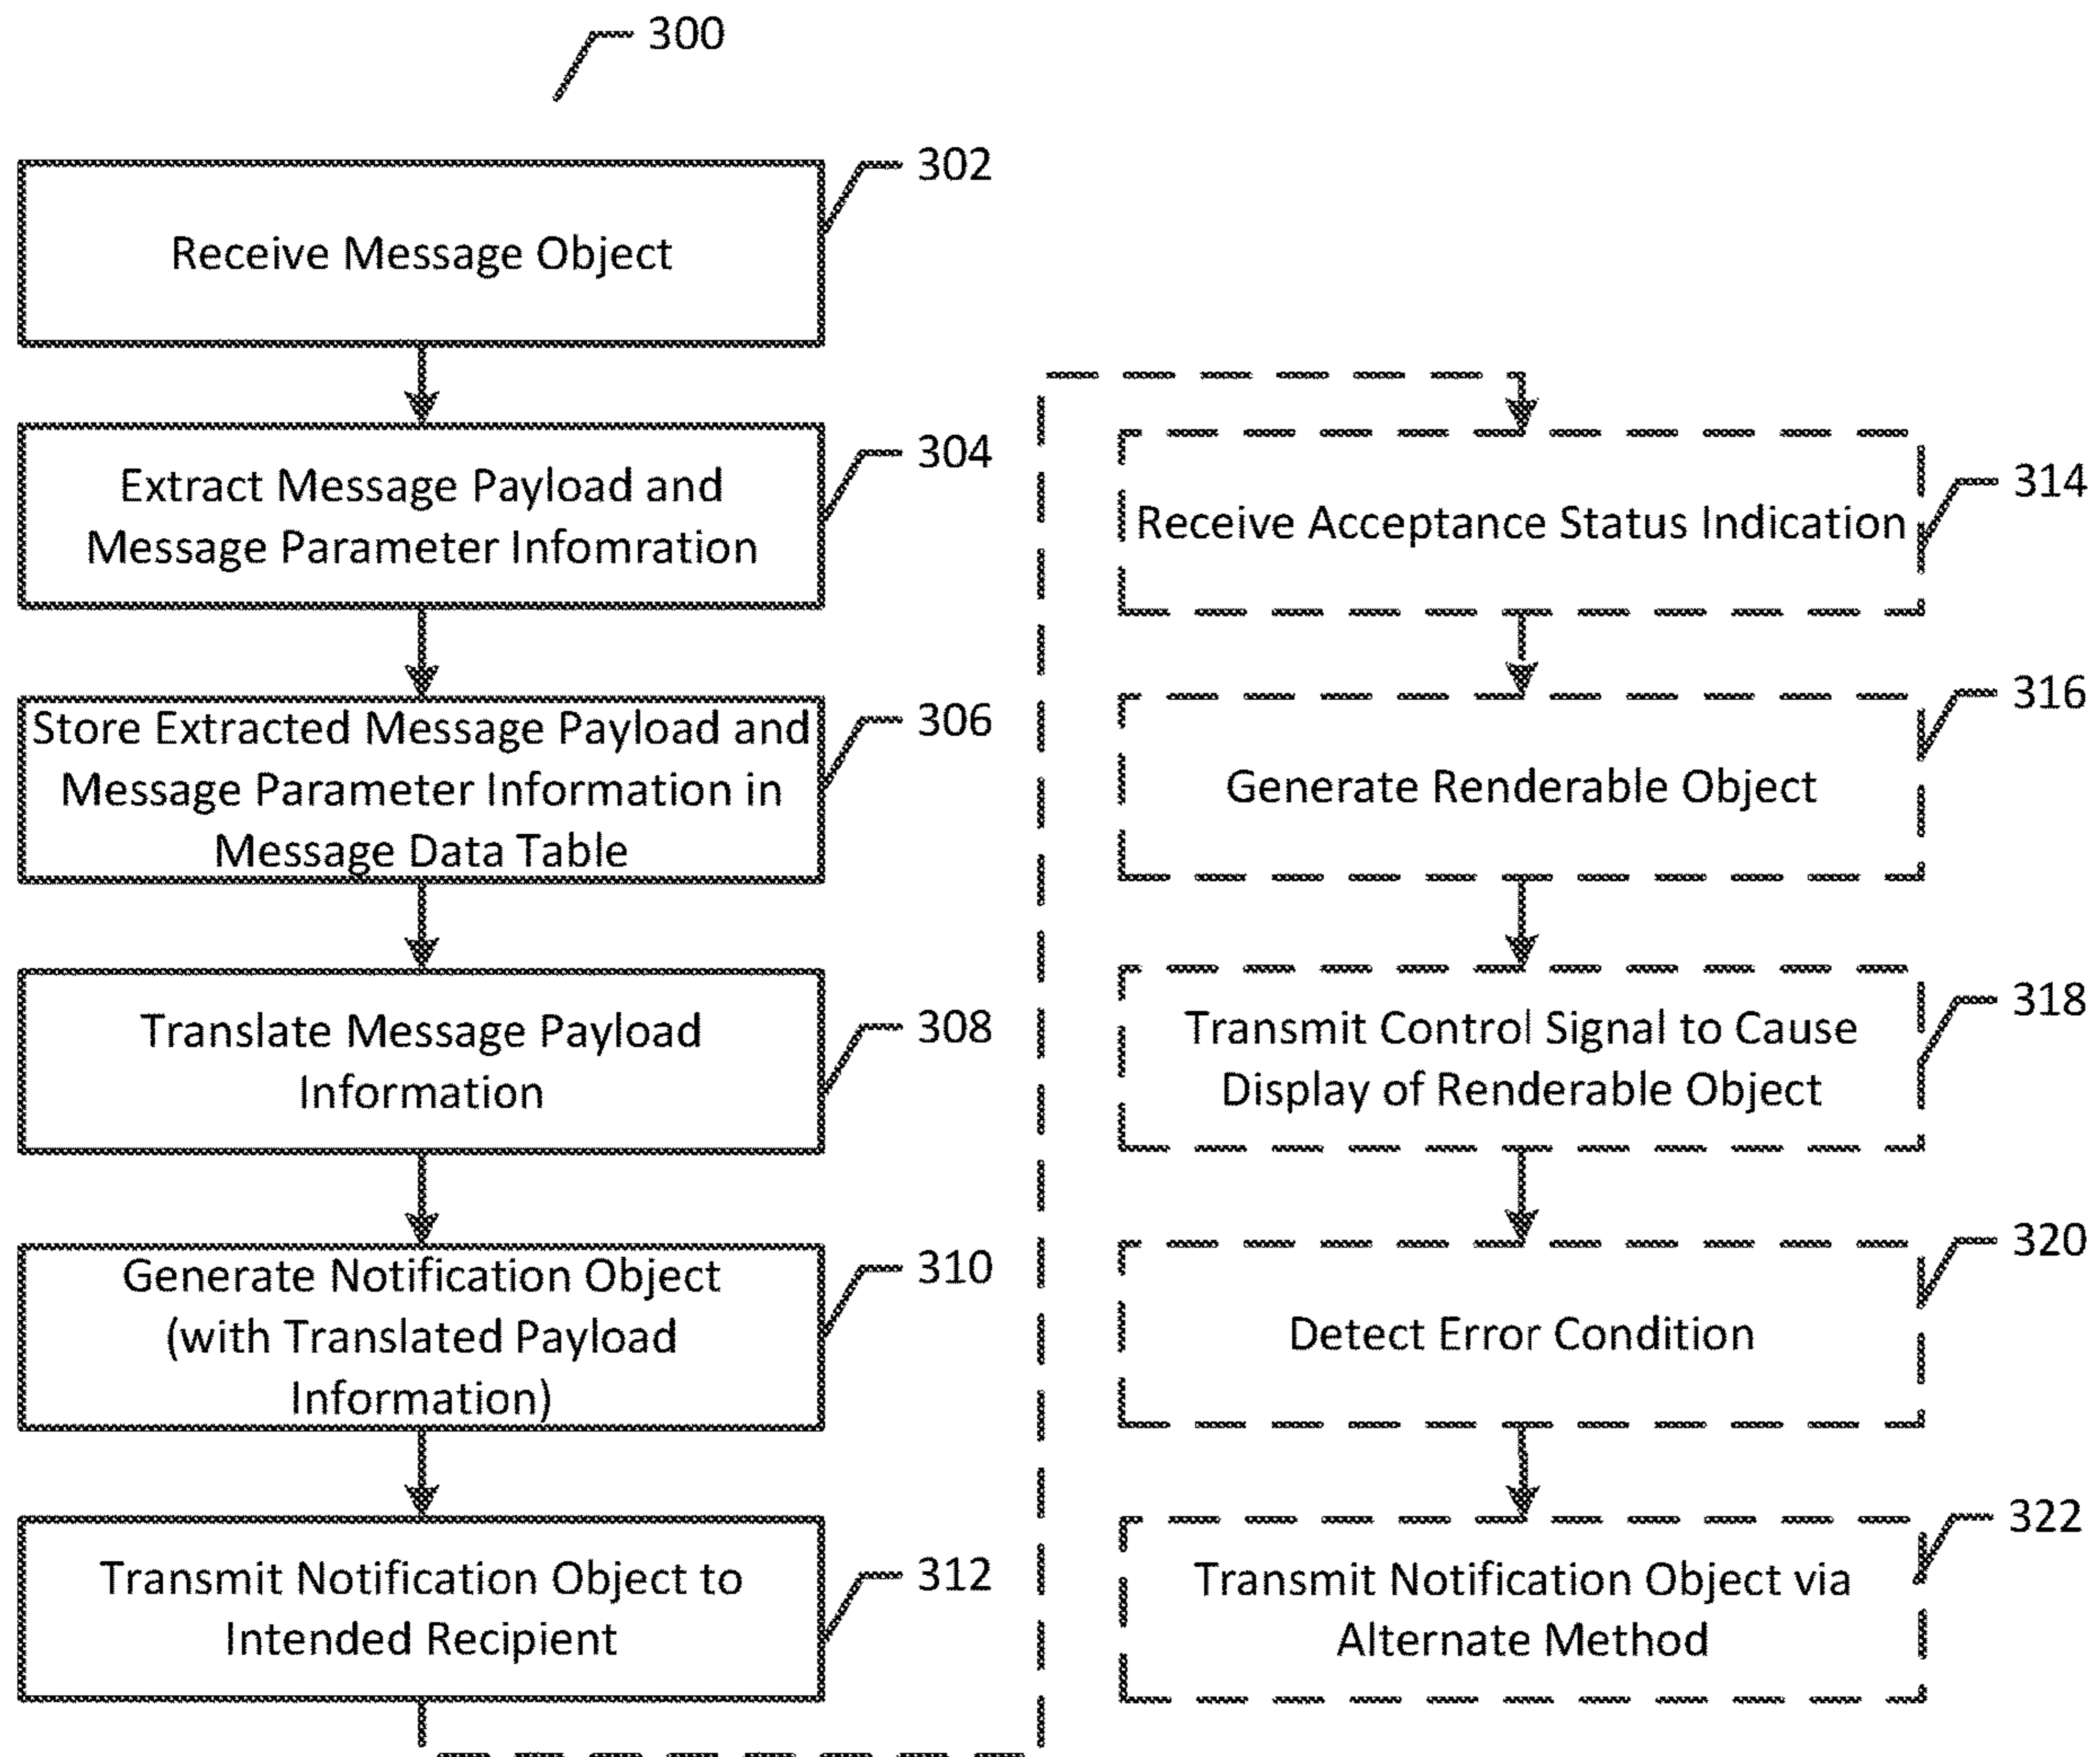 300
302
Receive Message Object
304
Extract Message Payload and
Message Parameter Infomration
306
Store Extracted Message Payload and
Message Parameter Information in
Message Data Table
308
Translate Message Payload
Information
310
Generate Notification Object
(with Translated Payload
Information)
312
Transmit Notification Object to
Intended Recipient
314
Receive Acceptance Status Indication
316
Generate Renderable Object
318
Transmit Control Signal to Cause
Display of Renderable Object
320
Detect Error Condition
322
Transmit Notification Object via
Alternate Method